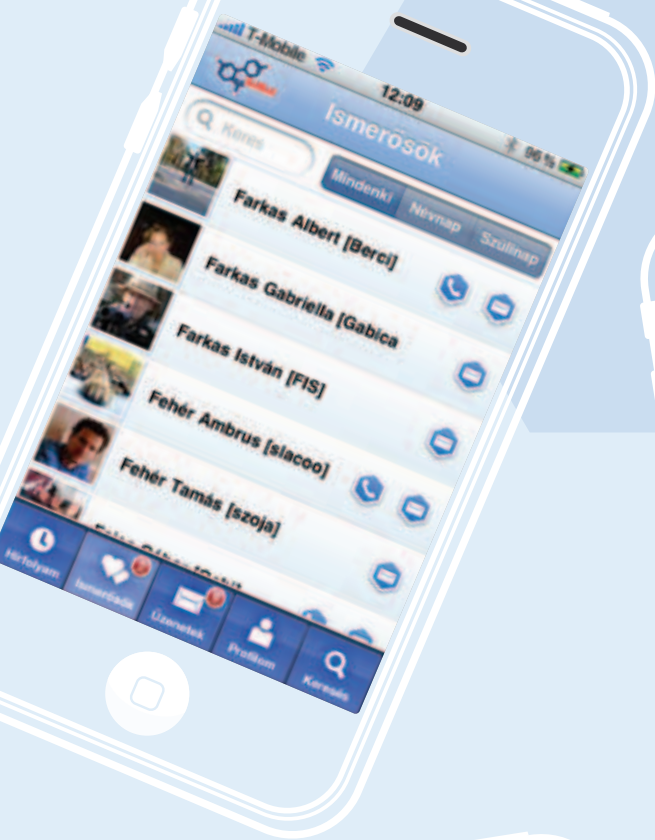 T-Mobile
12:09
96%
Ismerősök
Keres
Mindenki
Névnap
Szülinap
Farkas Albert [Berci]
Farkas Gabriella [Gabica
Farkas István [FIS]
Fehér Ambrus [slacoo]
Fehér Tamás [szoja]
Hírfolyam
Ismerősök
Üzenetek
Profilom
Keresés